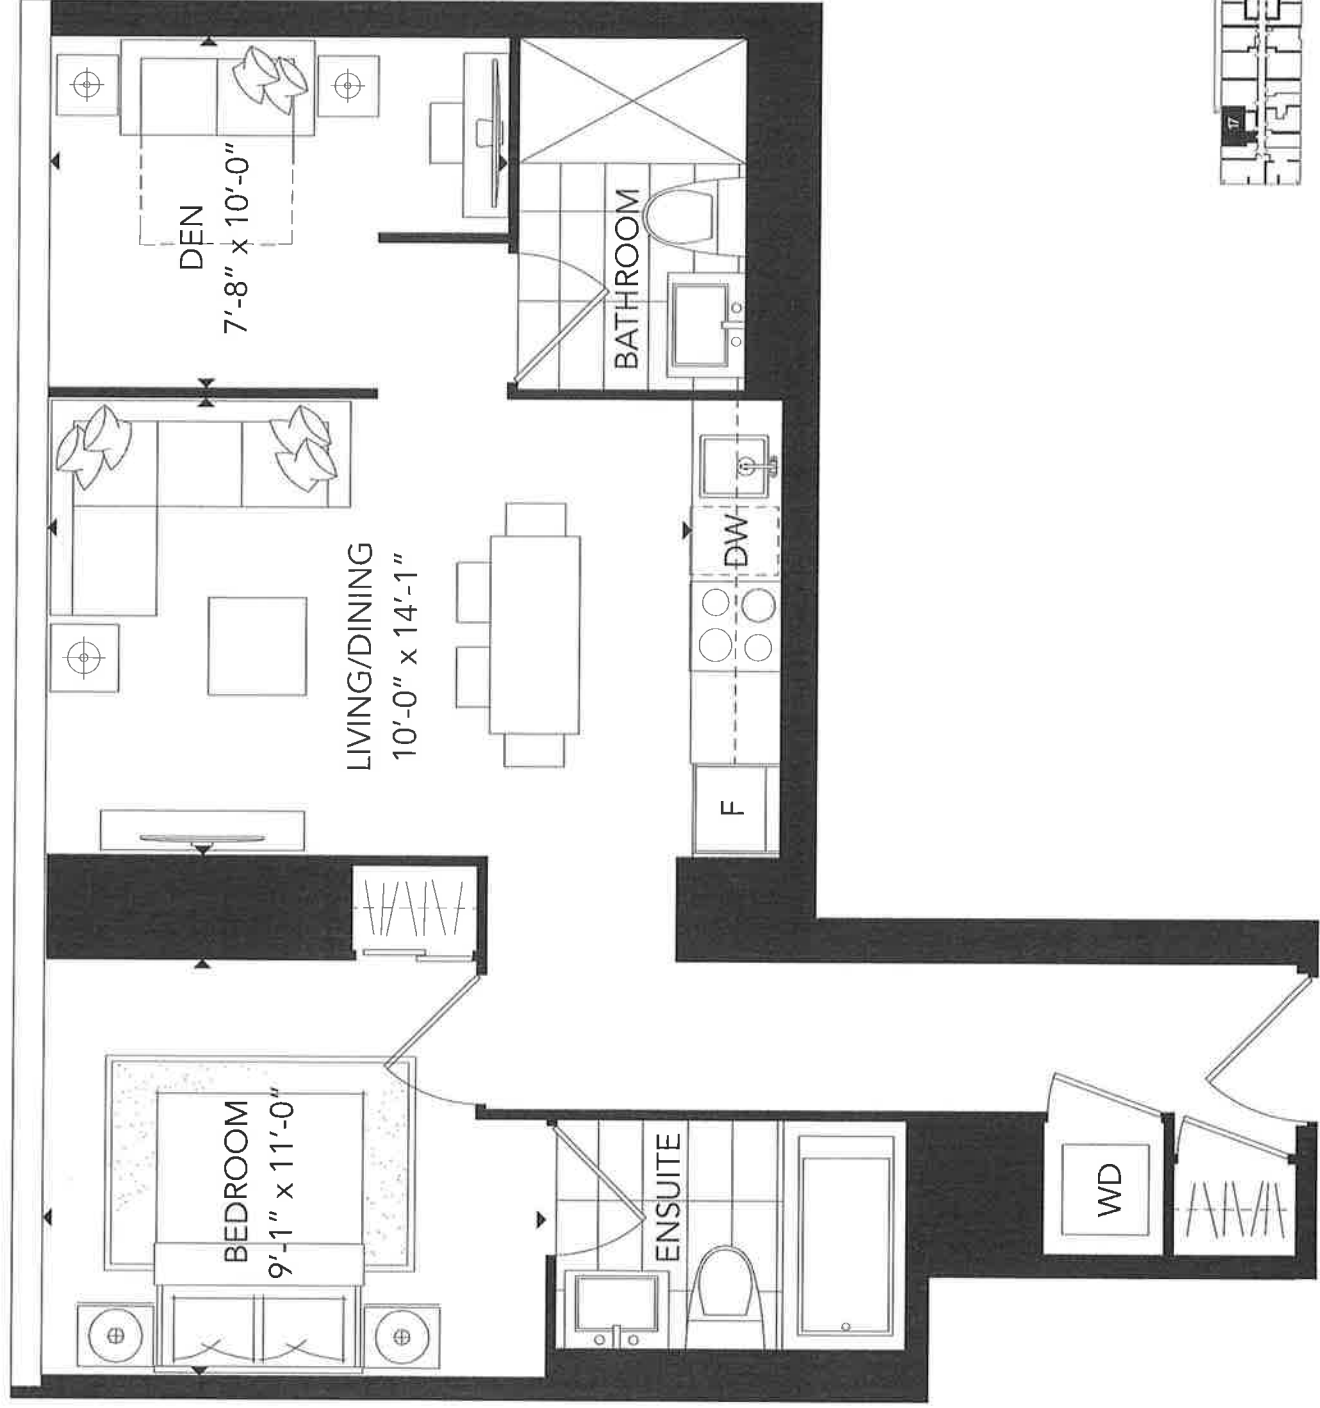 BEDROOM
9'-1" x 11'-0"
ENSUITE
WD
LIVING/DINING
10'-0" x 14'-1"
F
DW
DEN
7'-8" x 10'-0"
BATHROOM
17